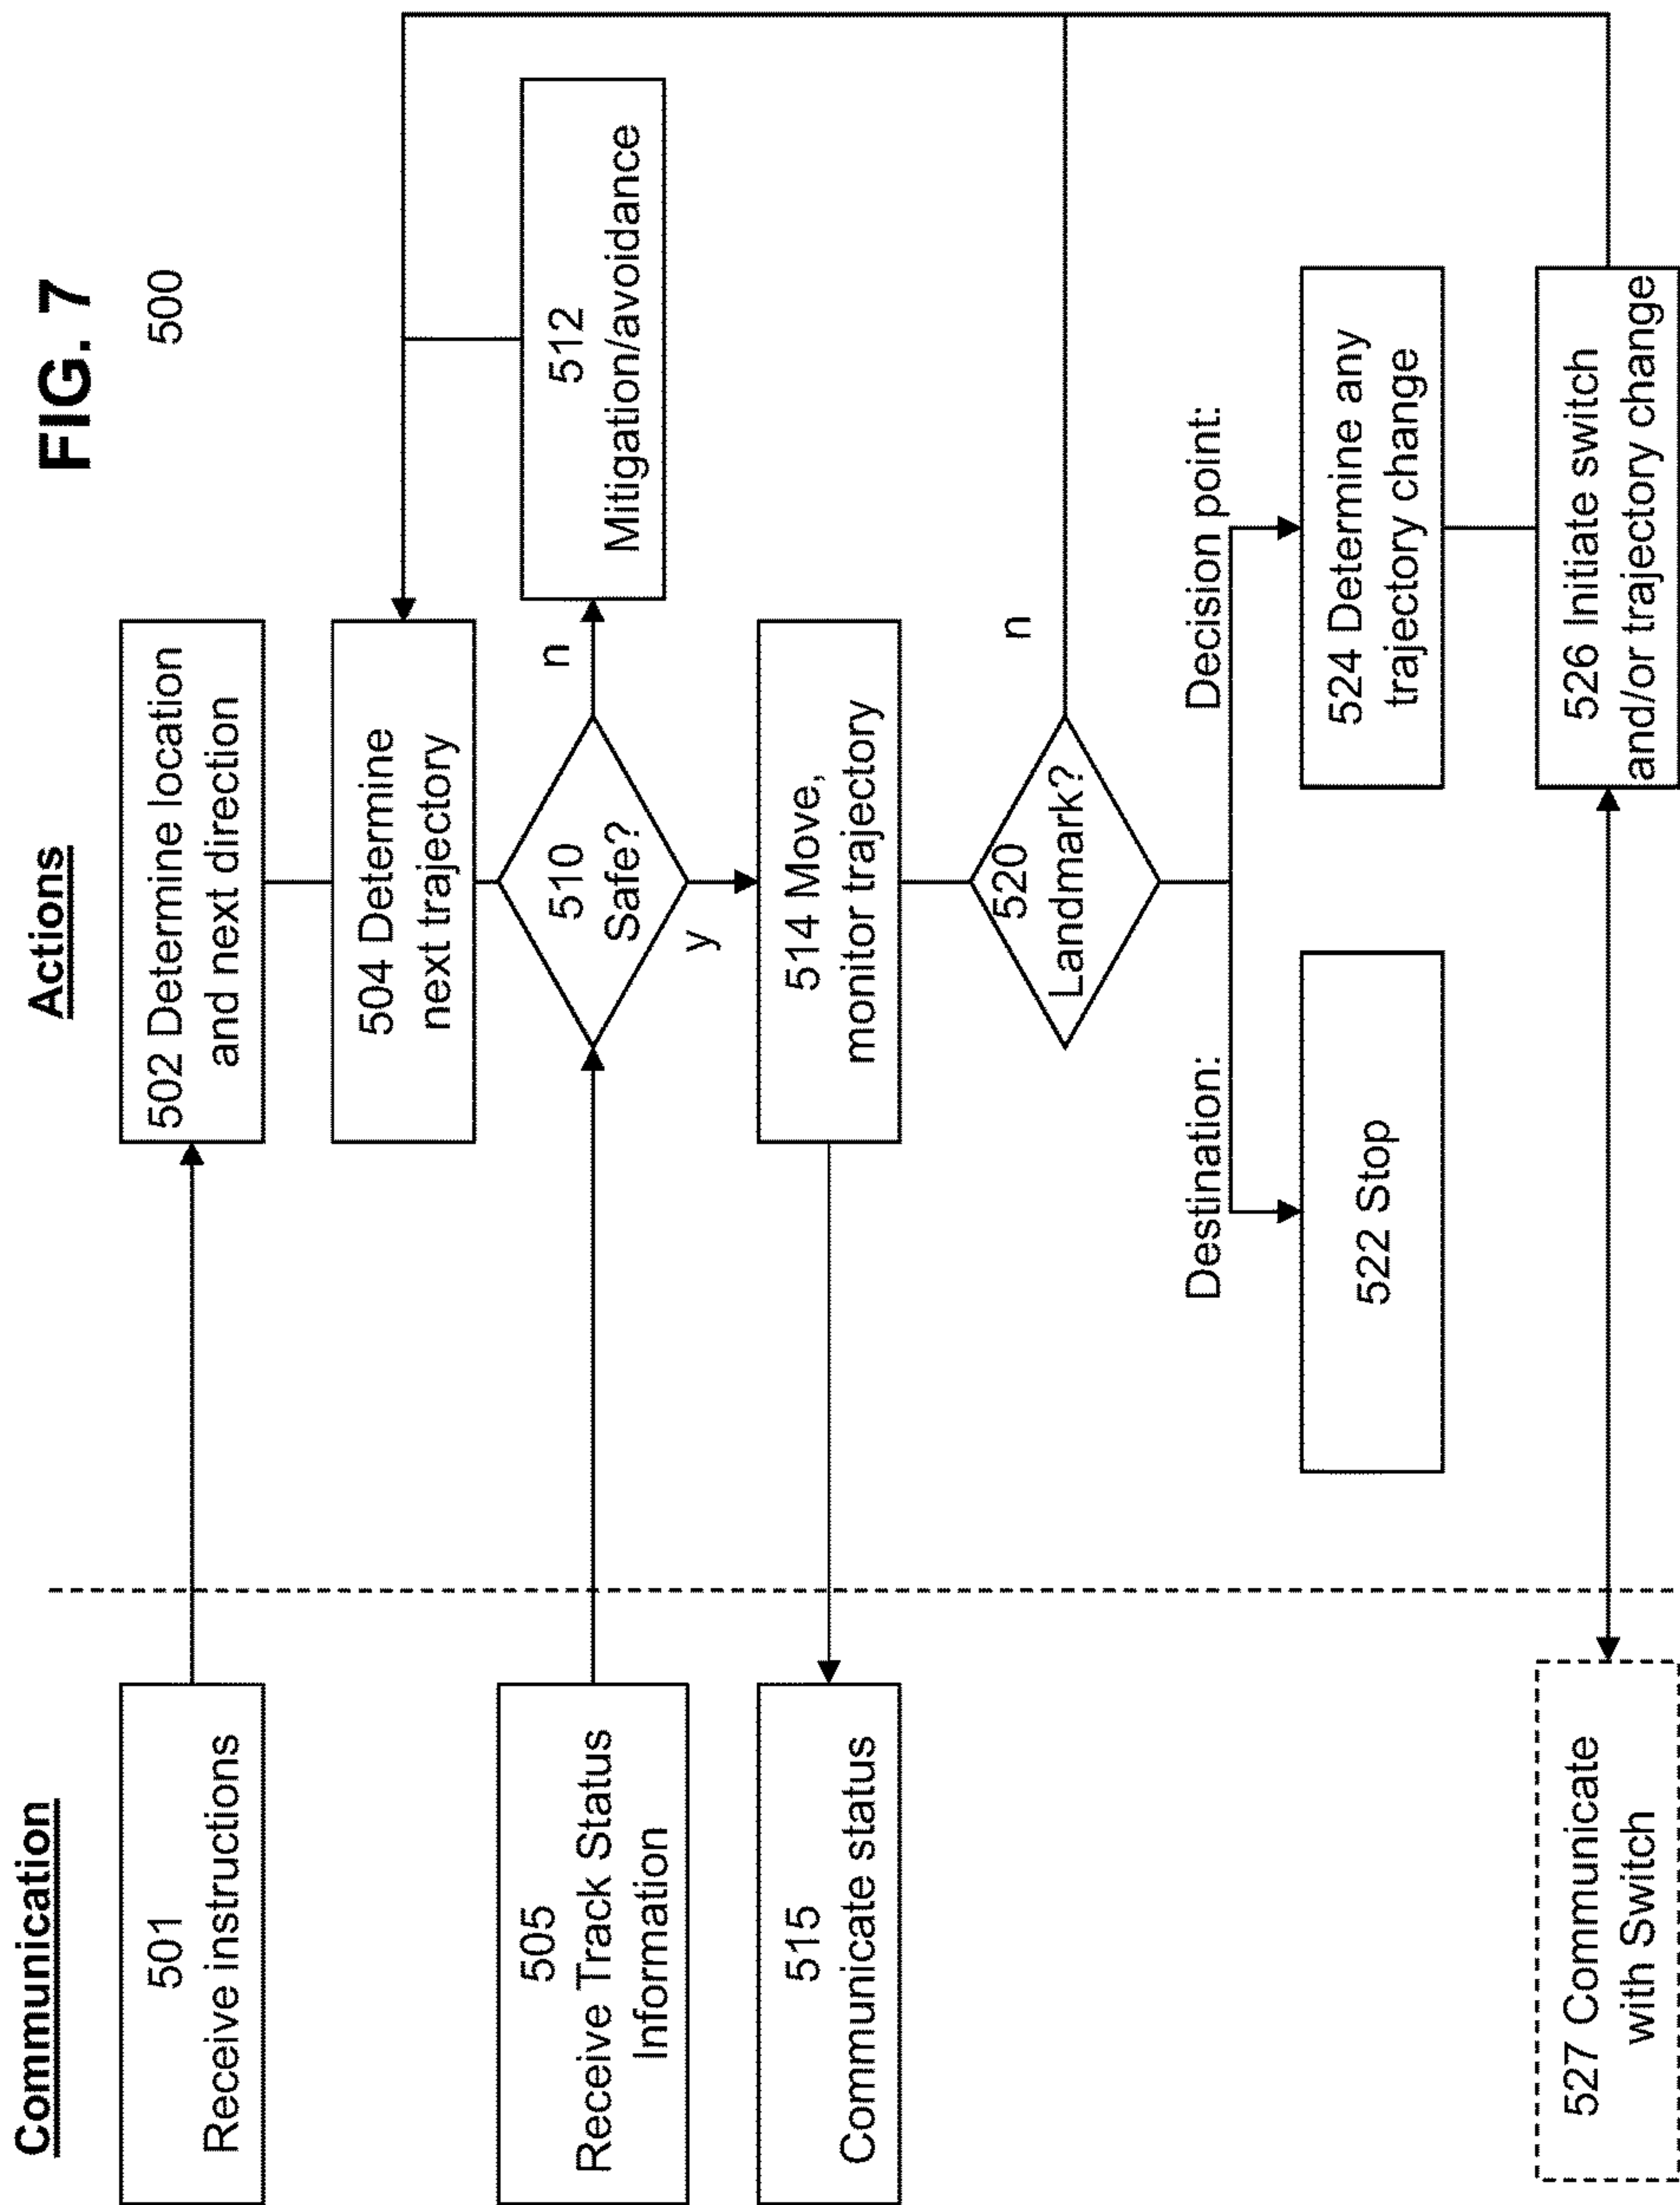 FIG. 7
500
Communication
Actions
501
Receive instructions
502 Determine location
and next direction
504 Determine
next trajectory
505
Receive Track Status
Information
510
Safe?
n
512
Mitigation/avoidance
y
514 Move,
monitor trajectory
515
Communicate status
520
Landmark?
n
Destination:
Decision point:
522 Stop
524 Determine any
trajectory change
526 Initiate switch
and/or trajectory change
527 Communicate
with Switch